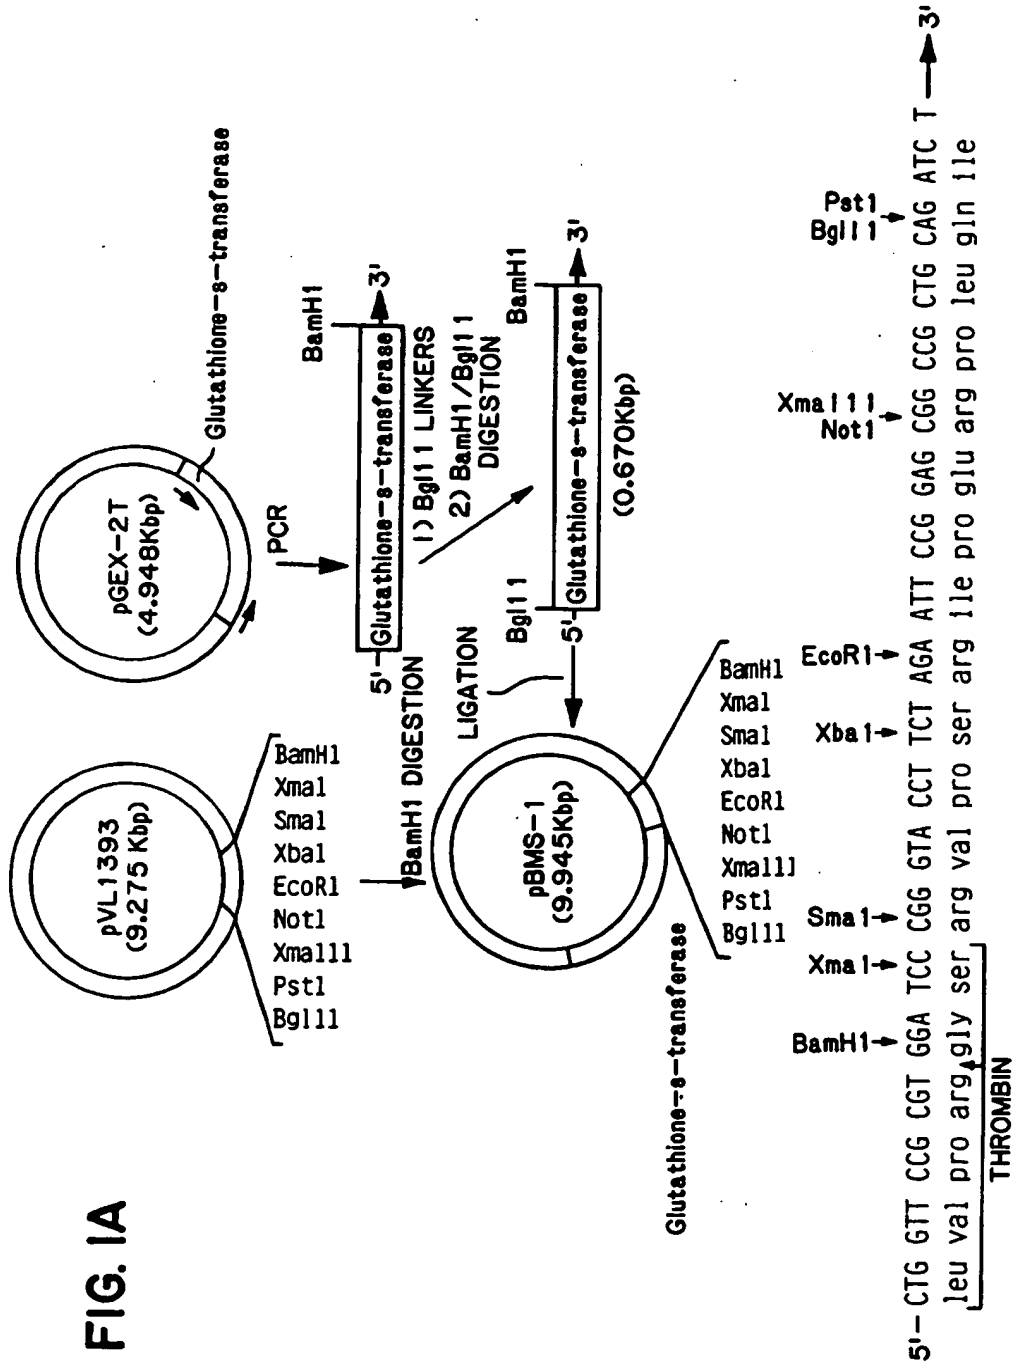 FIG. 1A
pVL1393
(9.275 Kbp)
BamH1
Xma1
Sma1
Xba1
EcoR1
Not1
Xma111
Pst1
Bgl11
BamH1 DIGESTION
pGEX-2T
(4.948Kbp)
Glutathione-s-transferase
PCR
BamH1
5'-Glutathione-s-transferase 3'
1) Bgl11 LINKERS
2) BamH1/Bgl11
DIGESTION
Bgl11
BamH1
5'-Glutathione-s-transferase 3'
(0.670Kbp)
LIGATION
pBMS-1
(9.945Kbp)
Glutathione-s-transferase
BamH1
Xma1
Sma1
Xba1
EcoR1
Not1
Xma111
Pst1
Bgl11
BamH1
Xma1
Sma1
Xba1
EcoR1
Xma111
Not1
Pst1
Bgl11
5'-CTG GTT CCG CGT GGA TCC CGG GTA CCT TCT AGA ATT CCG GAG CGG CCG CTG CAG ATC T 3'
leu val pro arg gly ser arg val pro ser arg ile pro glu arg pro leu gln ile
THROMBIN